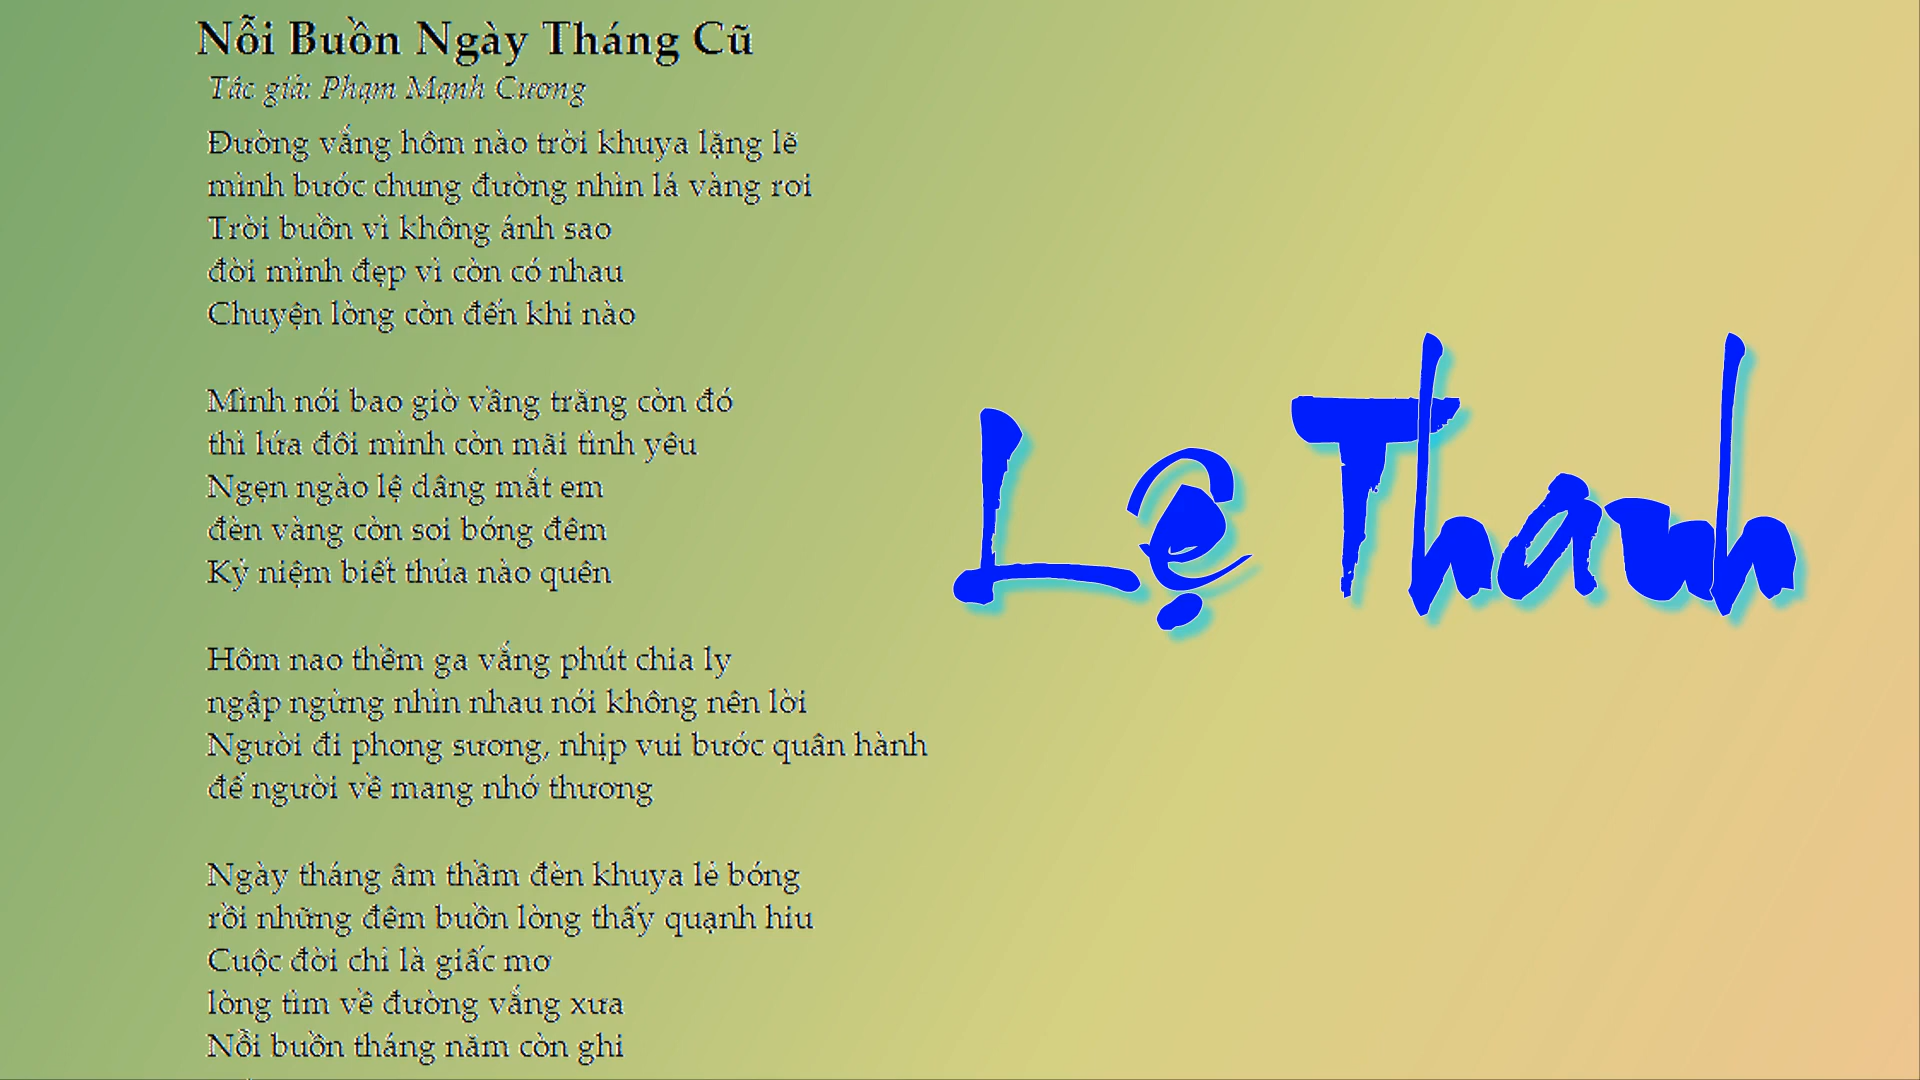 Nỗi Buồn Ngày Tháng Cũ
Tác giả: Phạm Mạnh Cương
Đường vắng hôm nào trời khuya lặng lẽ
mình bước chung đường nhìn lá vàng rơi
Trời buồn vì không ánh sao
đời mình đẹp vì còn có nhau
Chuyện lòng còn đến khi nào
Mình nói bao giờ vầng trăng còn đó
thì lứa đôi mình còn mãi tình yêu
Ngẹn ngào lệ dâng mắt em
đèn vàng còn soi bóng đêm
Kỷ niệm biết thủa nào quên
Hôm nao thềm ga vắng phút chia ly
ngập ngừng nhìn nhau nói không nên lời
Người đi phong sương, nhịp vui bước quân hành
để người về mang nhớ thương
Ngày tháng âm thầm đèn khuya lẻ bóng
rồi những đêm buồn lòng thấy quạnh hiu
Cuộc đời chỉ là giấc mơ
lòng tìm về đường vắng xưa
Nỗi buồn tháng năm còn ghi
Lệ Thanh